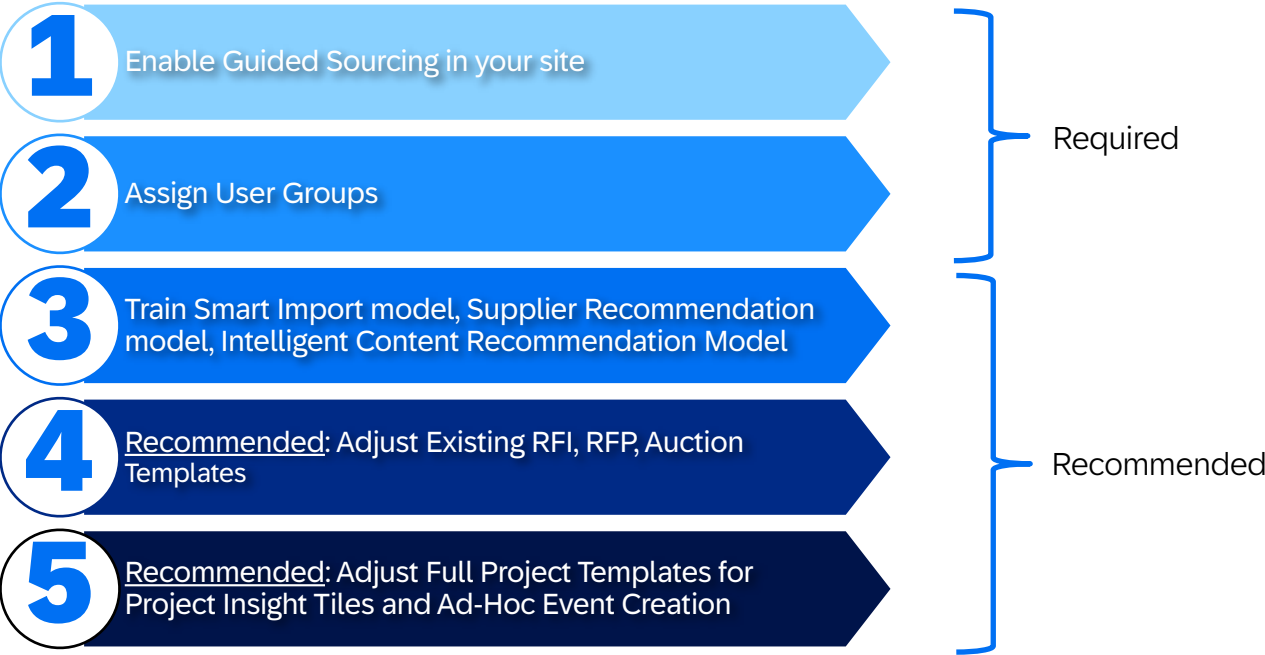 1
Enable Guided Sourcing in your site
2
Assign User Groups
Required
3
Train Smart Import model, Supplier Recommendation
model, Intelligent Content Recommendation Model
4
Recommended: Adjust Existing RFI, RFP, Auction
Templates
Recommended
5
Recommended: Adjust Full Project Templates for
Project Insight Tiles and Ad-Hoc Event Creation